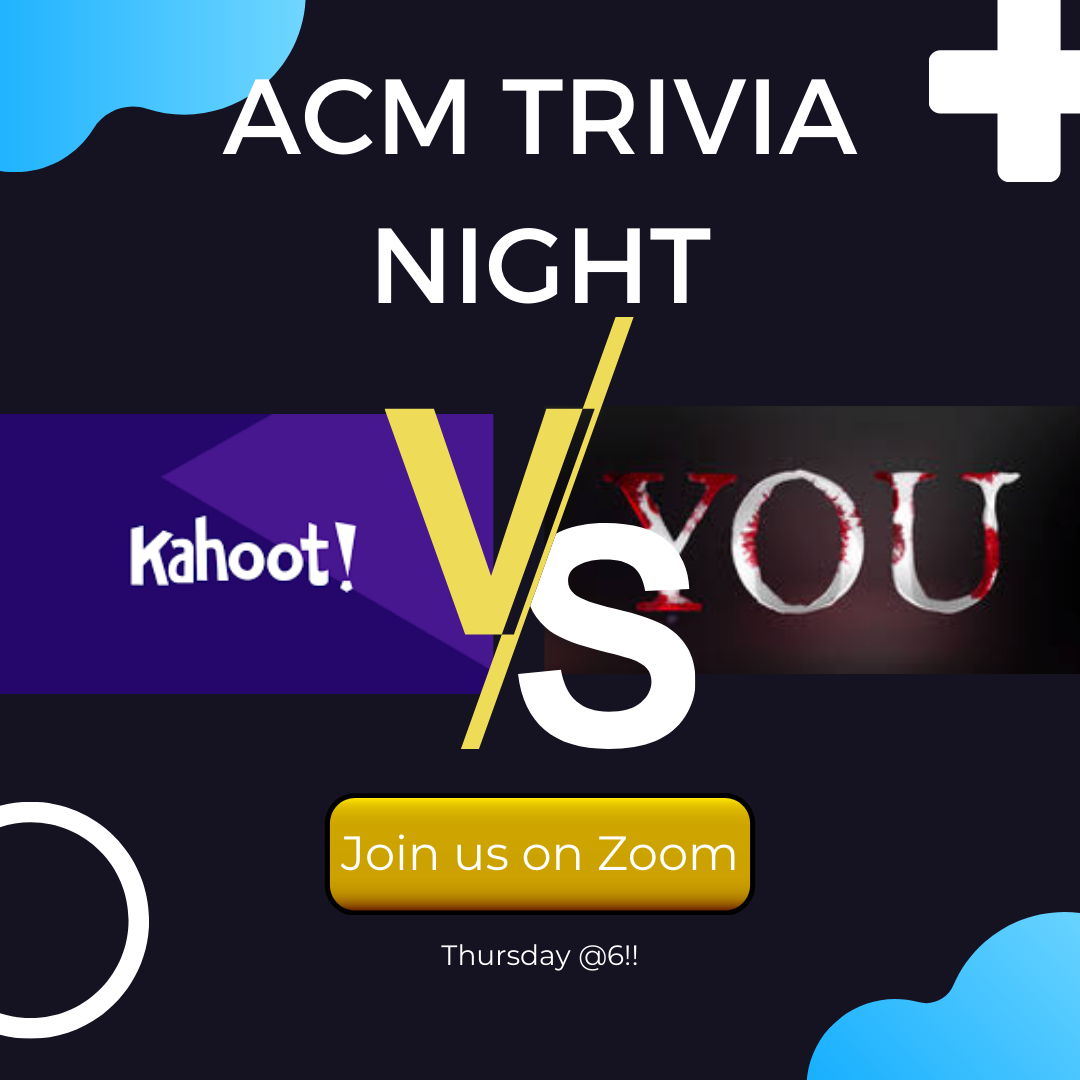 ACM TRIVIA
NIGHT
Kahoot!
VS
YOU
Join us on Zoom
Thursday @6!!